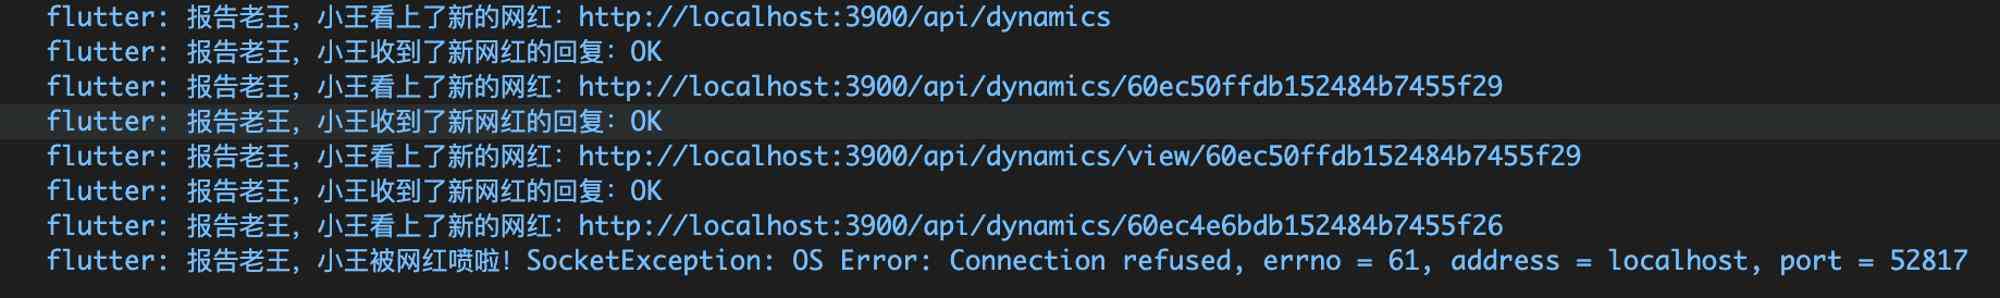 flutter: 报告老王，小王看上了新的网红：http://localhost:3900/api/dynamics
flutter: 报告老王，小王收到了新网红的回复：OK
flutter: 报告老王，小王看上了新的网红：http://localhost:3900/api/dynamics/60ec50ffdb152484b7455f29
flutter: 报告老王，小王收到了新网红的回复：OK
flutter: 报告老王，小王看上了新的网红：http://localhost:3900/api/dynamics/view/60ec50ffdb152484b7455f29
flutter: 报告老王，小王收到了新网红的回复：OK
flutter: 报告老王，小王看上了新的网红：http://localhost:3900/api/dynamics/60ec4e6bdb152484b7455f26
flutter: 报告老王，小王被网红喷啦！SocketException: OS Error: Connection refused, errno = 61, address = localhost, port = 52817